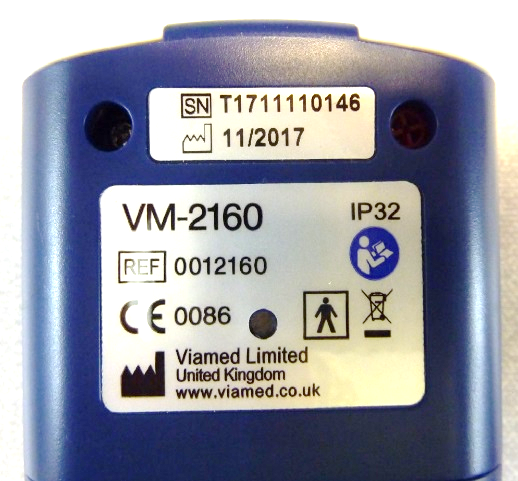 SN T1711110146
11/2017
VM-2160
IP32
REF 0012160
CE 0086
Viamed Limited
United Kingdom
www.viamed.co.uk